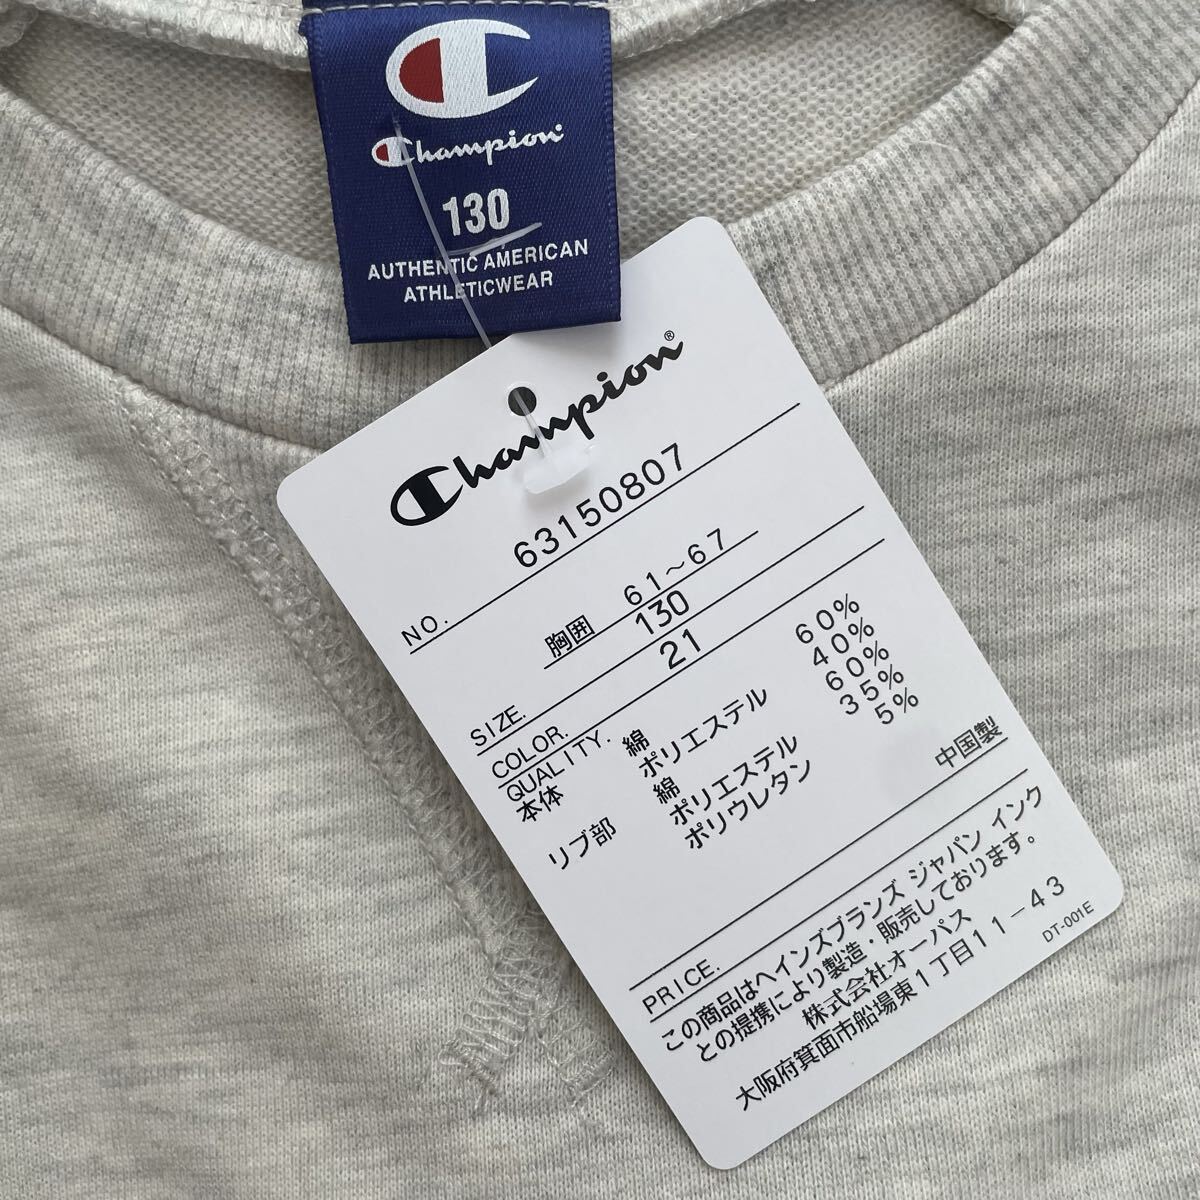 Champion
130
AUTHENTIC AMERICAN
ATHLETICWEAR
Champion®
NO. 63150807
胸囲 61～67
SIZE. 130
COLOR. 21
QUALITY.
本体 綿 60%
ポリエステル 40%
リブ部 綿 60%
ポリエステル 35%
ポリウレタン 5%
中国製
PRICE.
この商品はヘインズブランズ ジャパン インク
との提携により製造・販売しております。
株式会社オーパス
大阪府箕面市船場東1丁目11-43
DT-001E